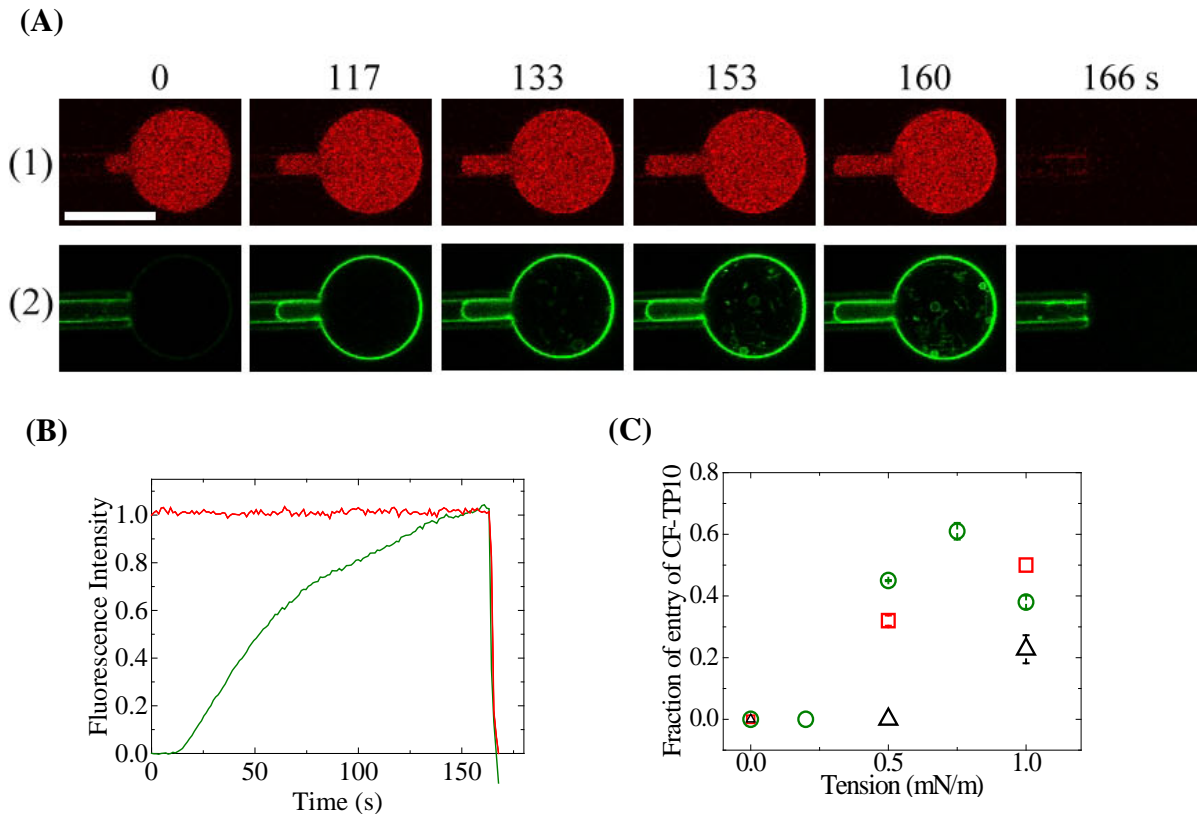 (A)
0 117 133 153 160 166 s
(1)
(2)
(B)
Fluorescence Intensity
1.0
0.8
0.6
0.4
0.2
0.0
0 50 100 150
Time (s)
(C)
Fraction of entry of CF-TP10
0.8
0.6
0.4
0.2
0.0
0.0 0.5 1.0
Tension (mN/m)